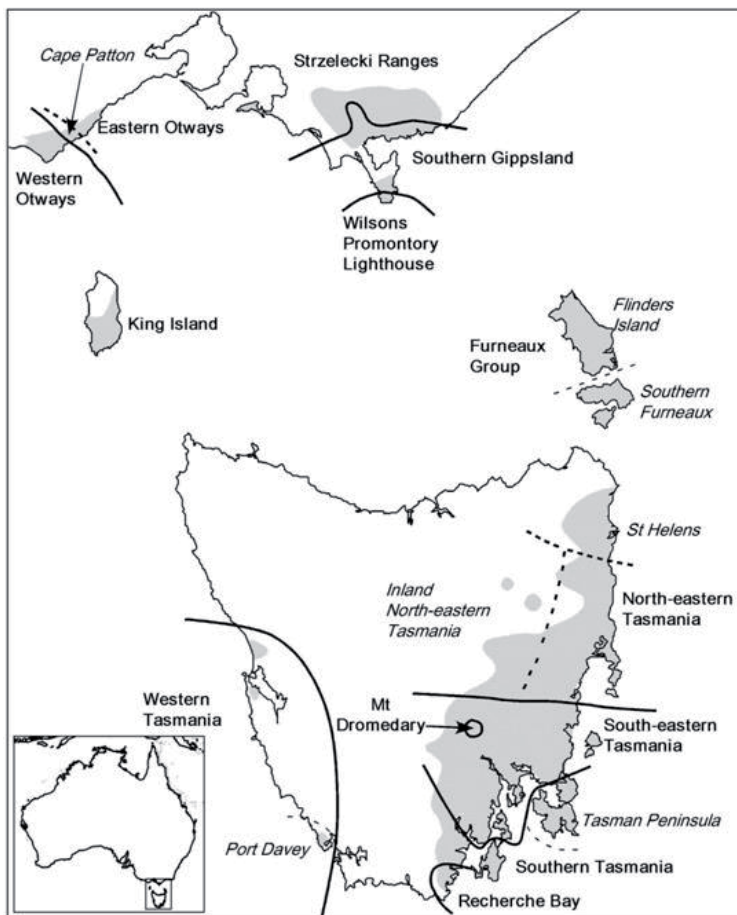 Cape Patton
Strzelecki Ranges
Eastern Otways
Southern Gippsland
Western
Otways
Wilsons
Promontory
Lighthouse
King Island
Flinders
Island
Furneaux
Group
Southern
Furneaux
St Helens
Inland
North-eastern
Tasmania
North-eastern
Tasmania
Western
Tasmania
Mt
Dromedary
South-eastern
Tasmania
Tasman Peninsula
Port Davey
Southern Tasmania
Recherche Bay